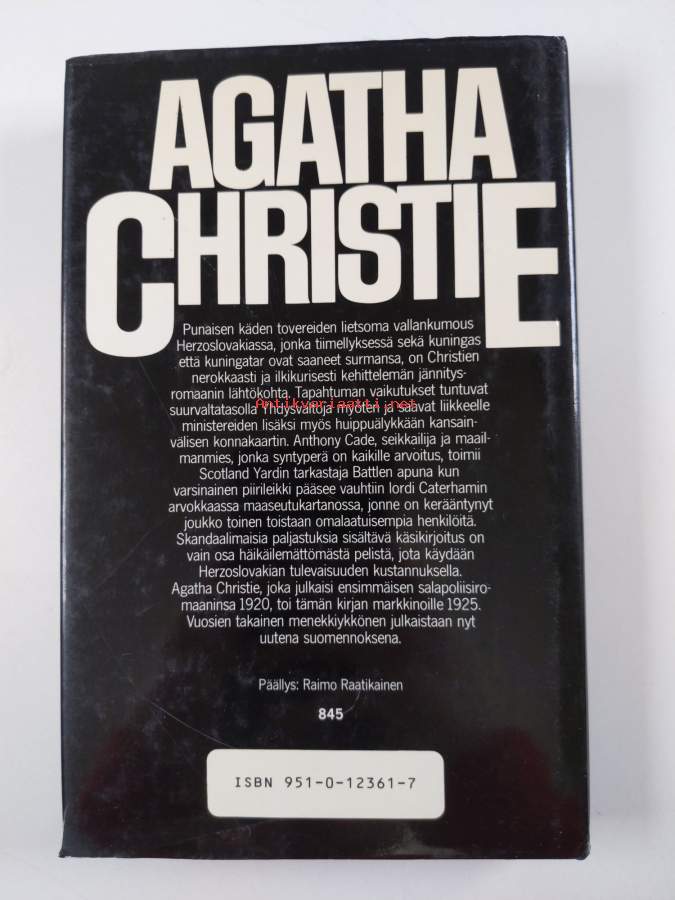 AGATHA
CHRISTIE
Punaisen käden tovereiden lietsoma vallankumous
Herzoslovakiassa, jonka tiimellyksessä sekä kuningas
että kuningatar ovat saaneet surmansa, on Christien
nerokkaasti ja ilkikurisesti kehittelemän jännitys-
romaanin lähtökohta. Tapahtuman vaikutukset tuntuvat
Antikvariaatti.net
suurvaltatasolla Yhdysvaltoja myöten ja saavat liikkeelle
ministereiden lisäksi myös huippuälykkään kansain-
välisen konnakaartin. Anthony Cade, seikkailija ja maail-
manmies, jonka syntyperä on kaikille arvoitus, toimii
Scotland Yardin tarkastaja Battlen apuna kun
varsinainen piirileikki pääsee vauhtiin lordi Caterhamin
arvokkaassa maaseutukartanossa, jonne on kerääntynyt
joukko toinen toistaan omalaatuisempia henkilöitä.
Skandaalimaisia paljastuksia sisältävä käsikirjoitus on
vain osa häikäilemättömästä pelistä, jota käydään
Herzoslovakian tulevaisuuden kustannuksella.
Agatha Christie, joka julkaisi ensimmäisen salapoliisiro-
maaninsa 1920, toi tämän kirjan markkinoille 1925.
Vuosien takainen menekkiykkönen julkaistaan nyt
uutena suomennoksena.
Päällys: Raimo Raatikainen
845
ISBN 951-0-12361-7